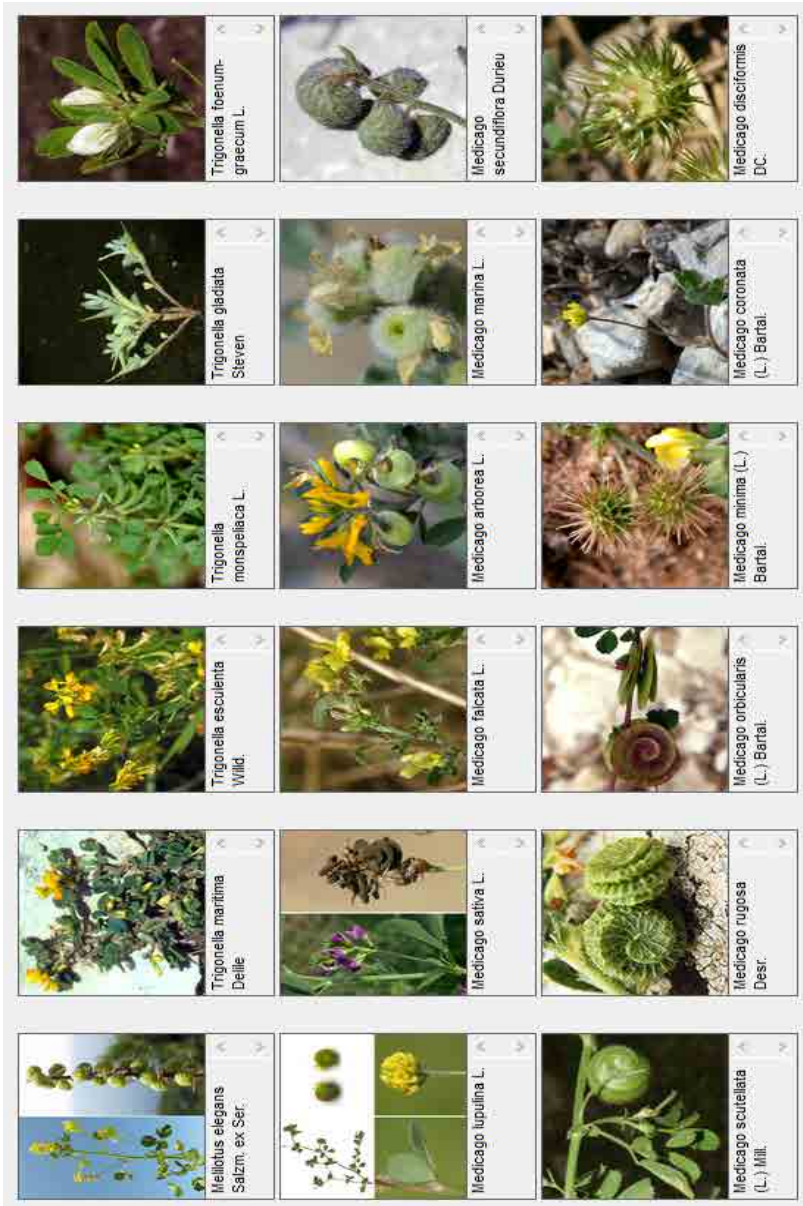 Melilotus elegans
Salzm. ex Ser.
Trigonella maritima
Delile
Trigonella esculenta
Willd.
Trigonella
monspeliaca L.
Trigonella gladiata
Steven
Trigonella foenum-
graecum L.
Medicago lupulina L.
Medicago sativa L.
Medicago falcata L.
Medicago arborea L.
Medicago marina L.
Medicago
secundiflora Durieu
Medicago scutellata
(L.) Mill.
Medicago rugosa
Desr.
Medicago orbicularis
(L.) Bartal.
Medicago minima (L.)
Bartal.
Medicago coronata
(L.) Bartal.
Medicago disciformis
DC.